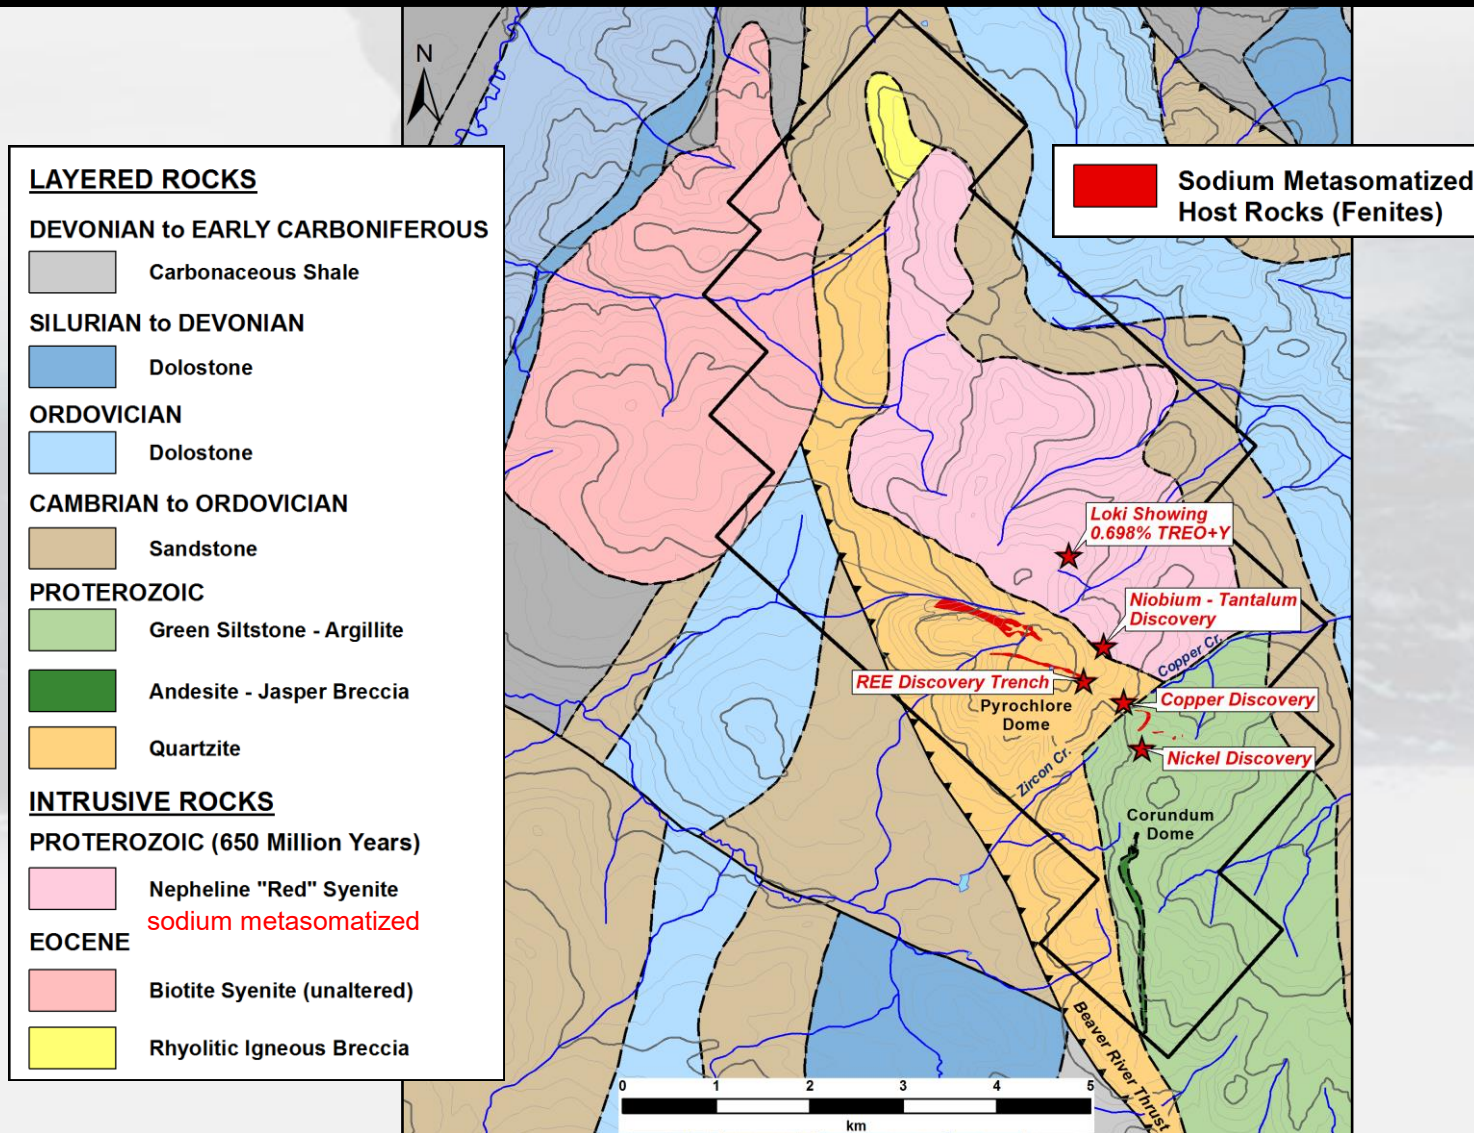 N
LAYERED ROCKS
DEVONIAN to EARLY CARBONIFEROUS
Carbonaceous Shale
SILURIAN to DEVONIAN
Dolostone
ORDOVICIAN
Dolostone
CAMBRIAN to ORDOVICIAN
Sandstone
PROTEROZOIC
Green Siltstone - Argillite
Andesite - Jasper Breccia
Quartzite
INTRUSIVE ROCKS
PROTEROZOIC (650 Million Years)
Nepheline "Red" Syenite
sodium metasomatized
EOCENE
Biotite Syenite (unaltered)
Rhyolitic Igneous Breccia
Sodium Metasomatized
Host Rocks (Fenites)
Loki Showing
0.698% TREO+Y
Niobium - Tantalum
Discovery
Copper Cr.
REE Discovery Trench
Pyrochlore
Dome
Copper Discovery
Nickel Discovery
Zircon Cr.
Corundum
Dome
Beaver River Thrust
0 1 2 3 4 5
km